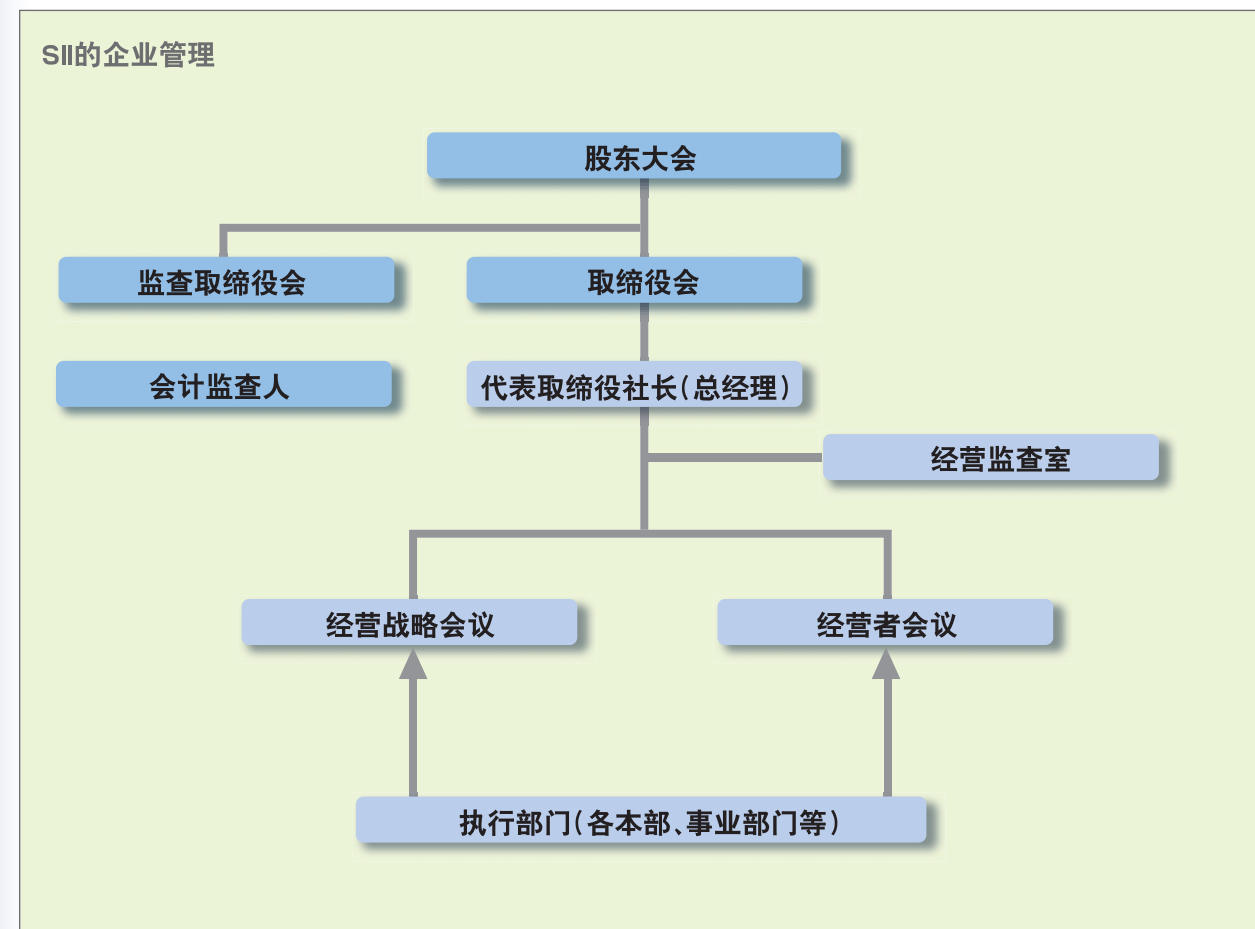 SII的企业管理
股东大会
监查取缔役会
取缔役会
会计监查人
代表取缔役社长(总经理)
经营监查室
经营战略会议
经营者会议
执行部门(各本部、事业部门等)